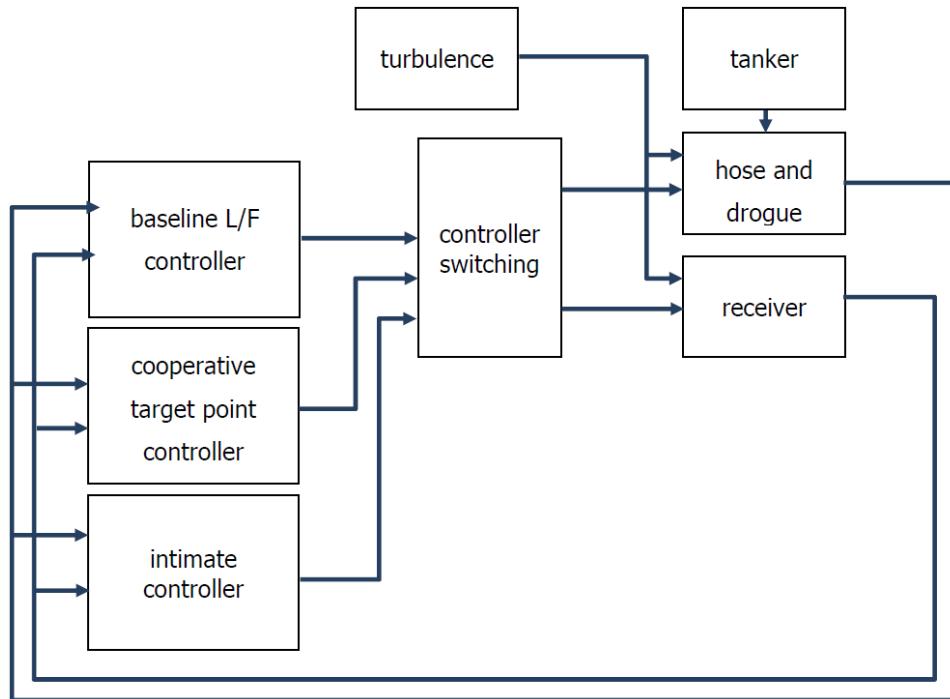 turbulence
tanker
hose and
drogue
baseline L/F
controller
controller
switching
receiver
cooperative
target point
controller
intimate
controller